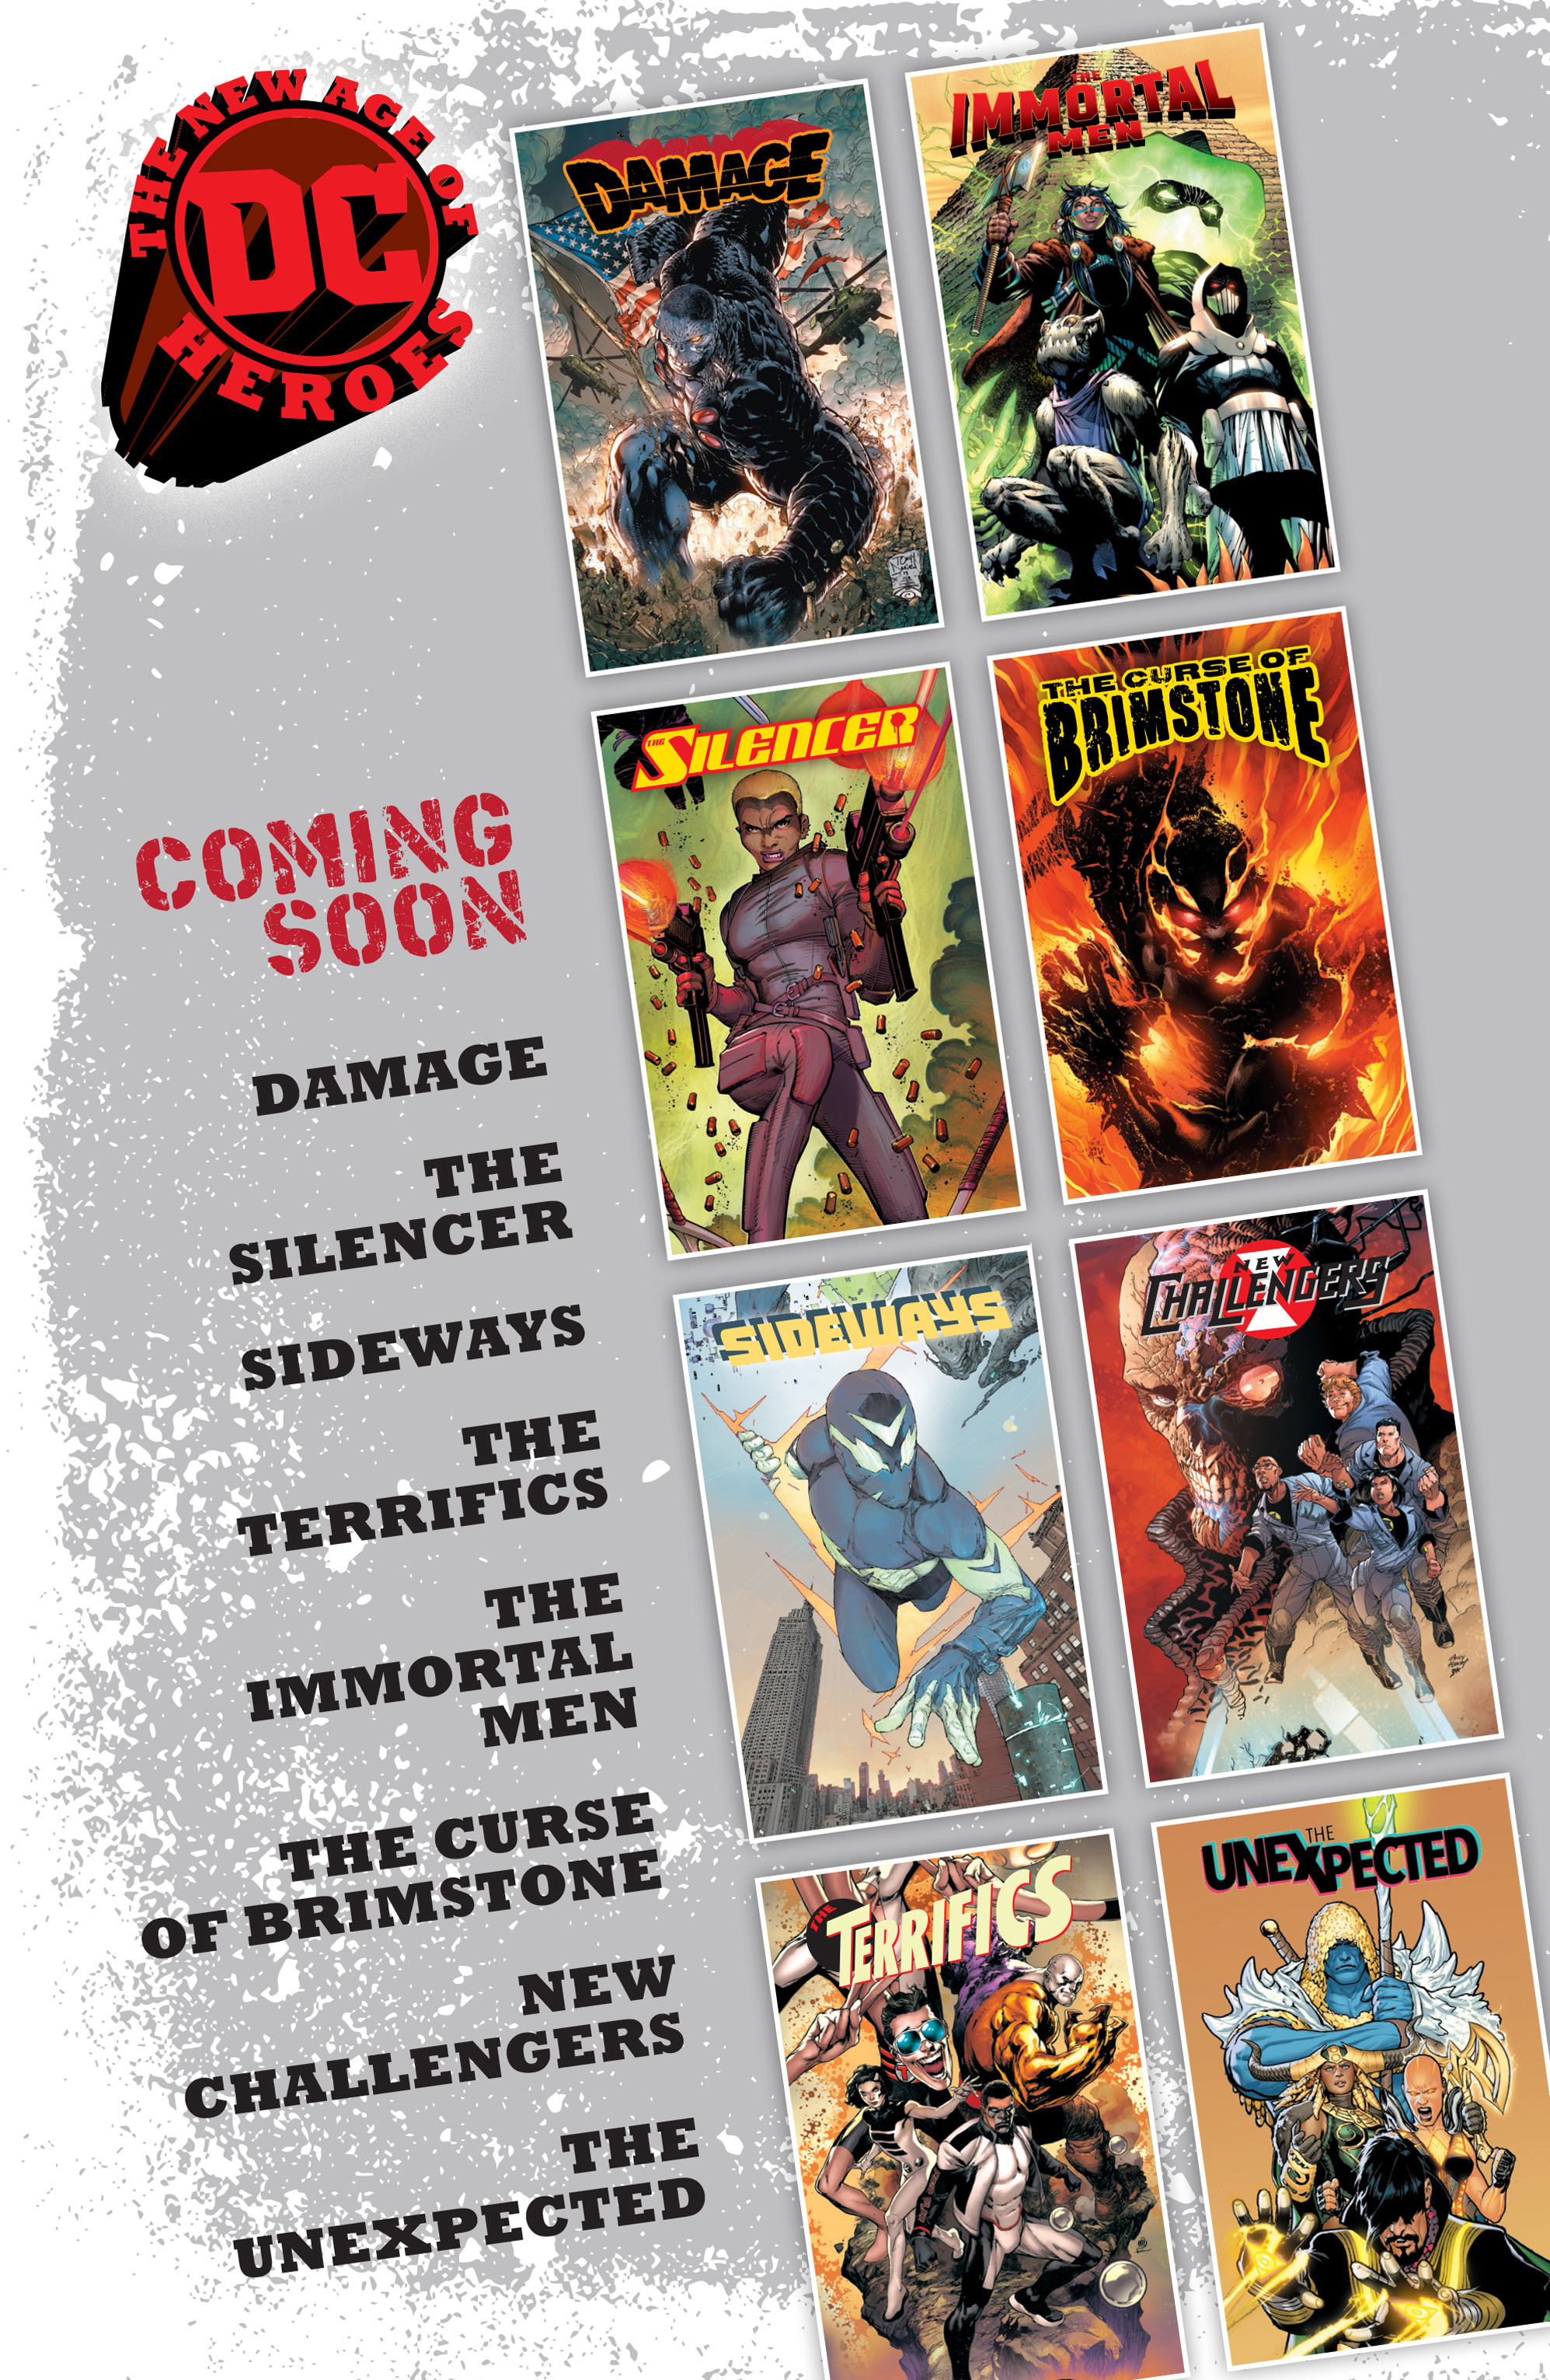 THE NEW AGE OF
DC
HEROES
COMING
SOON
DAMAGE
THE
SILENCER
SIDEWAYS
THE
TERRIFICS
THE
IMMORTAL
MEN
THE CURSE
OF BRIMSTONE
NEW
CHALLENGERS
THE
UNEXPECTED
DAMAGE
THE
IMMORTAL
MEN
THE SILENCER
THE CURSE OF
BRIMSTONE
SIDEWAYS
NEW
CHALLENGERS
THE TERRIFICS
THE
UNEXPECTED